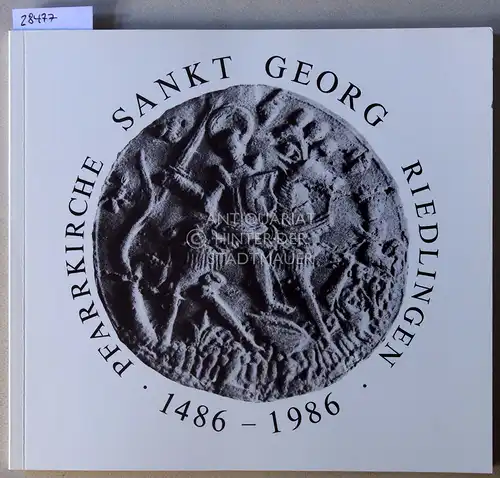 28477
PFARRKIRCHE SANKT GEORG RIEDLINGEN
· 1486 – 1986 ·
ANTIQUARIAT
© HINTER DER
STADTMAUER